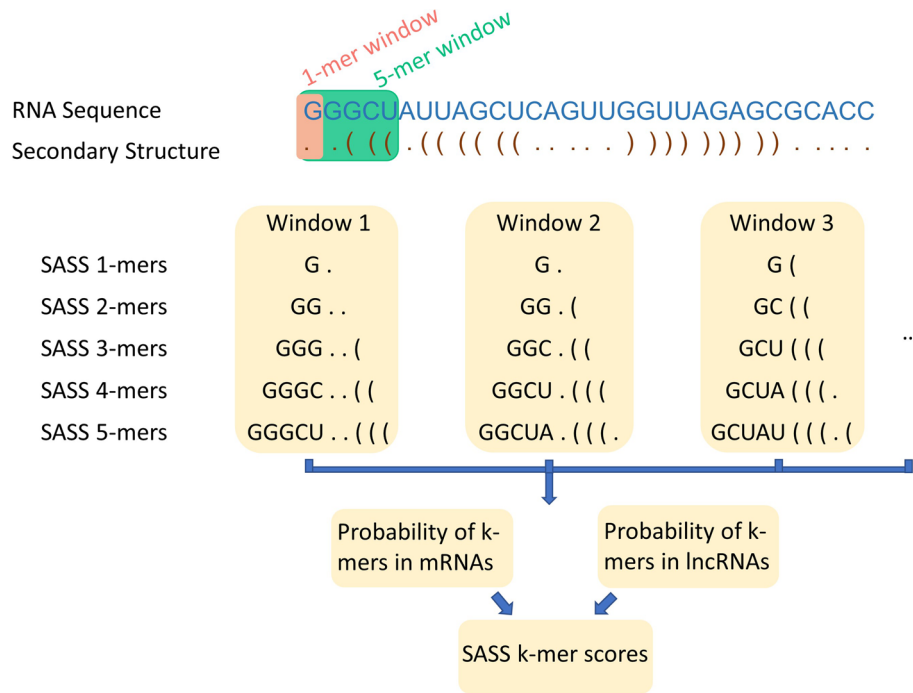 1-mer window
5-mer window
RNA Sequence GGGCUAUUAGCUCAGUUGGUUAGAGCGCACC
Secondary Structure . . ( ( ( . ( ( ( ( ( ( . . . . . ) ) ) ) ) ) ) ) ) . . . . .
Window 1 Window 2 Window 3
SASS 1-mers G . G . G (
SASS 2-mers GG . . GG . ( GC ( (
SASS 3-mers GGG . . ( GGC . ( ( GCU ( ( (
..
SASS 4-mers GGGC . . ( ( GGCU . ( ( ( GCUA ( ( ( .
SASS 5-mers GGGCU . . ( ( ( GGCUA . ( ( ( . GCUAU ( ( ( . (
Probability of k-
mers in mRNAs
Probability of k-
mers in lncRNAs
SASS k-mer scores